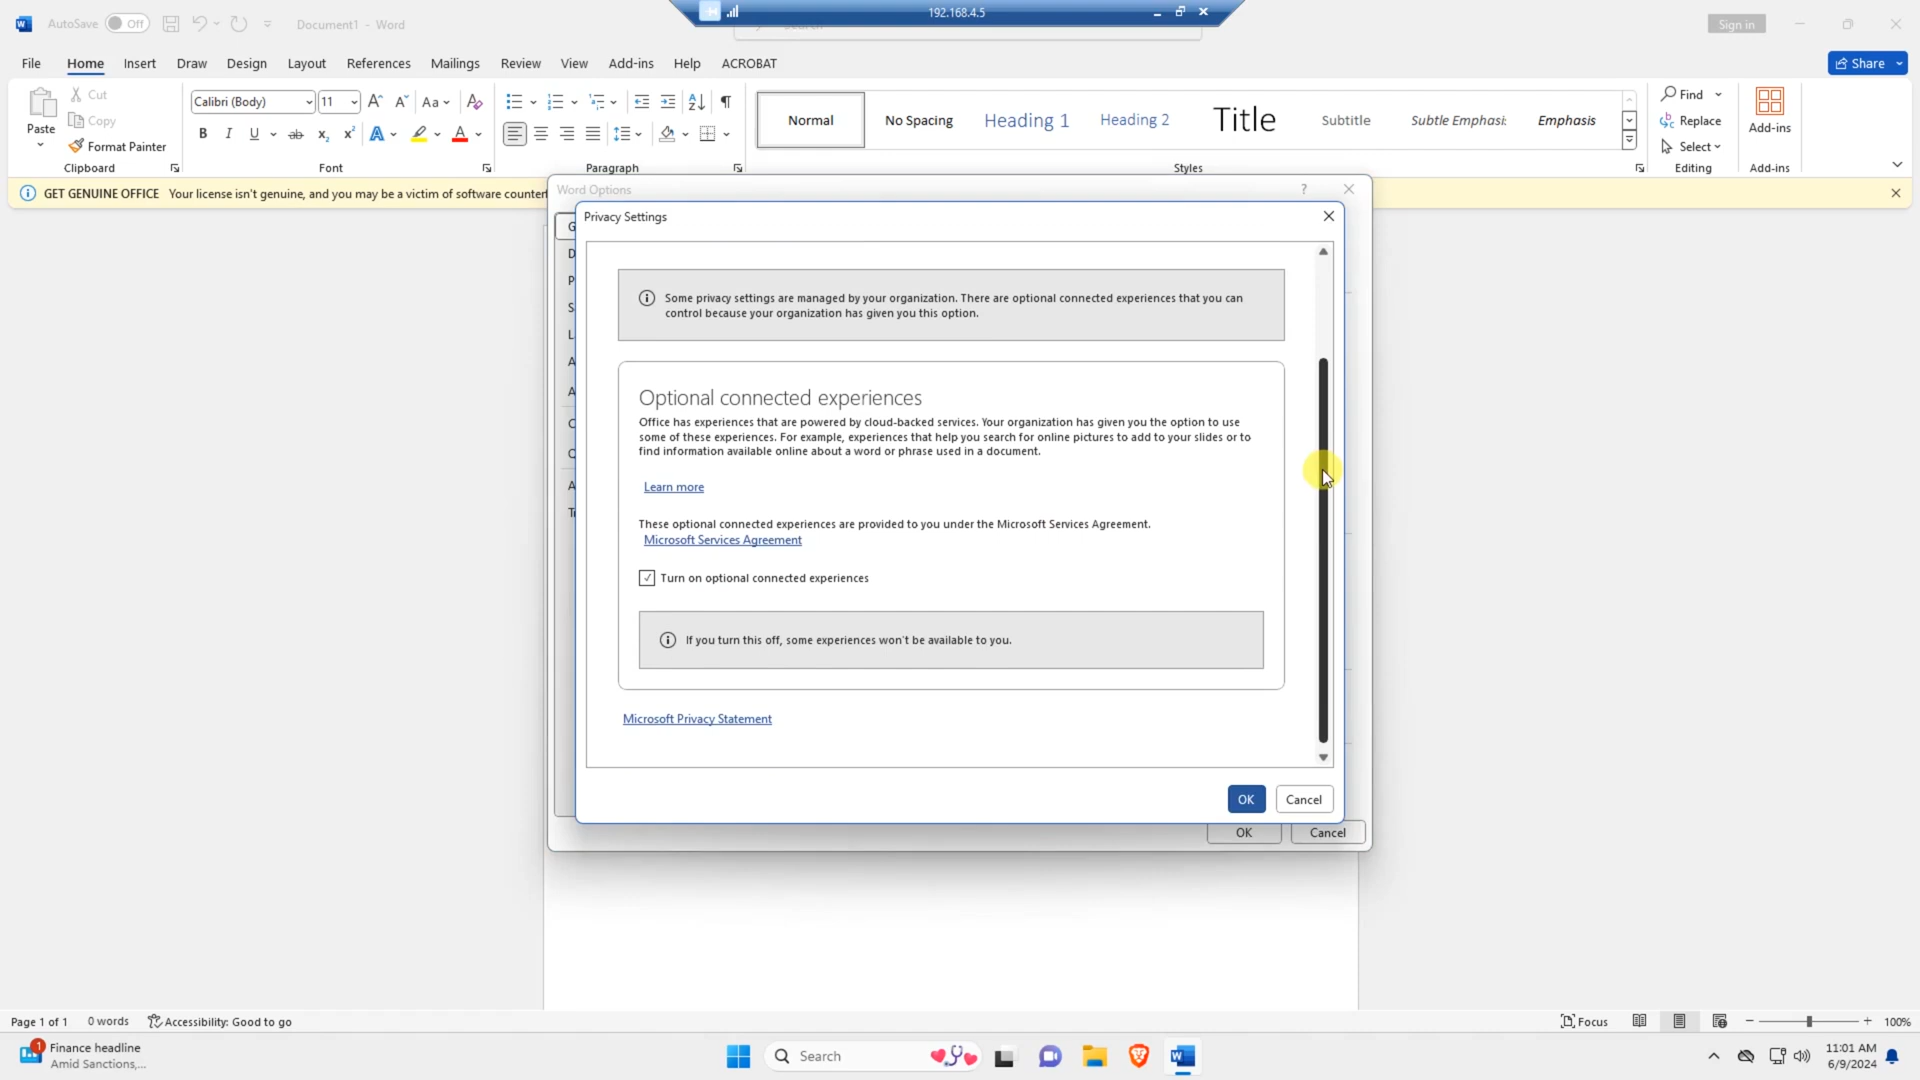 192.168.4.5
AutoSave Off Document1 - Word Sign in
File Home Insert Draw Design Layout References Mailings Review View Add-ins Help ACROBAT Share
Paste Cut Copy Format Painter
Calibri (Body) 11 Aa
B I U ab x₂ x² A A
Normal No Spacing Heading 1 Heading 2 Title Subtitle Subtle Emphasi: Emphasis
Find Replace Select
Add-ins
Clipboard Font Paragraph Styles Editing Add-ins
GET GENUINE OFFICE Your license isn't genuine, and you may be a victim of software counterf
Word Options
Privacy Settings
Some privacy settings are managed by your organization. There are optional connected experiences that you can
control because your organization has given you this option.
Optional connected experiences
Office has experiences that are powered by cloud-backed services. Your organization has given you the option to use
some of these experiences. For example, experiences that help you search for online pictures to add to your slides or to
find information available online about a word or phrase used in a document.
Learn more
These optional connected experiences are provided to you under the Microsoft Services Agreement.
Microsoft Services Agreement
Turn on optional connected experiences
If you turn this off, some experiences won't be available to you.
Microsoft Privacy Statement
OK Cancel
OK Cancel
Page 1 of 1 0 words Accessibility: Good to go Focus 100%
1 Finance headline
Amid Sanctions,...
Search
11:01 AM
6/9/2024